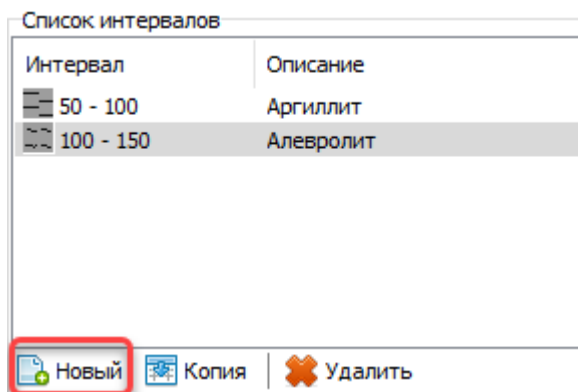 Список интервалов
Интервал Описание
50 - 100 Аргиллит
100 - 150 Алевролит
Новый Копия Удалить